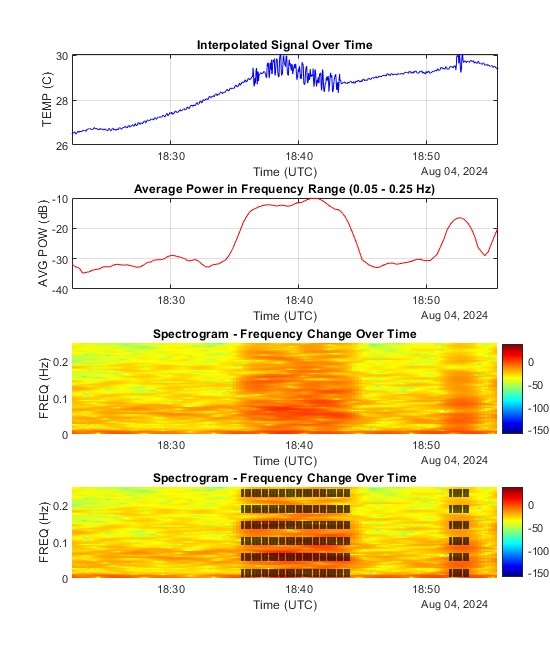 Interpolated Signal Over Time
30
28
26
TEMP (C)
18:30 18:40 18:50
Time (UTC) Aug 04, 2024
Average Power in Frequency Range (0.05 - 0.25 Hz)
-10
-20
-30
-40
AVG POW (dB)
18:30 18:40 18:50
Time (UTC) Aug 04, 2024
Spectrogram - Frequency Change Over Time
0.2
0.1
0
FREQ (Hz)
0
-50
-100
-150
18:30 18:40 18:50
Time (UTC) Aug 04, 2024
Spectrogram - Frequency Change Over Time
0.2
0.1
0
FREQ (Hz)
0
-50
-100
-150
18:30 18:40 18:50
Time (UTC) Aug 04, 2024